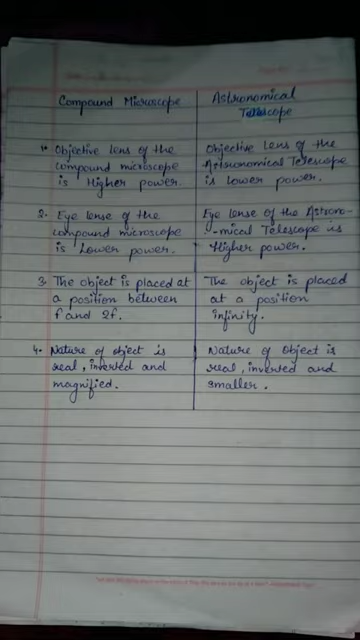 Compound Microscope
Astronomical
Telescope
1. Objective lens of the
compound microscope
is Higher power.
Objective Lens of the
Astronomical Telescope
is Lower power.
2. Eye lense of the
compound microscope
is Lower power.
Eye lense of the Astrono-
-mical Telescope is
Higher power.
3. The object is placed at
a position between
f and 2f.
The object is placed
at a position
infinity.
4. Nature of object is
real, inverted and
magnified.
Nature of Object is
real, inverted and
smaller.